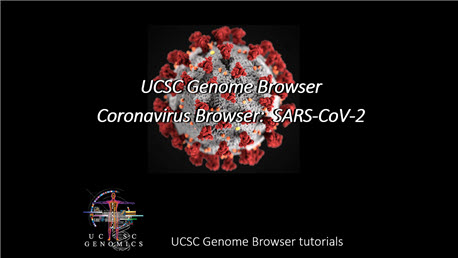 UCSC Genome Browser
Coronavirus Browser: SARS-CoV-2
UCSC
GENOMICS
UCSC Genome Browser tutorials